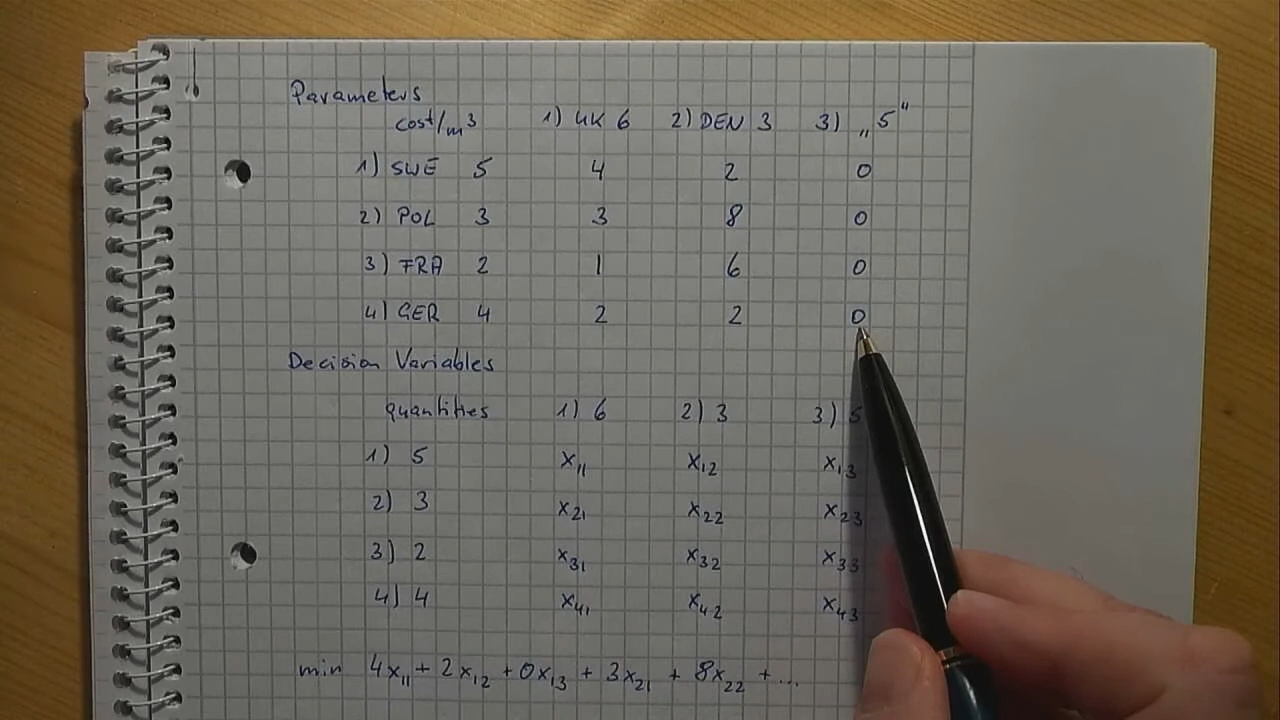 Parameters
cost/m³ 1) UK 6 2) DEN 3 3) „5"
1) SWE 5 4 2 0
2) POL 3 3 8 0
3) FRA 2 1 6 0
4) GER 4 2 2 0
Decision Variables
quantities 1) 6 2) 3 3) 5
1) 5 x₁₁ x₁₂ x₁₃
2) 3 x₂₁ x₂₂ x₂₃
3) 2 x₃₁ x₃₂ x₃₃
4) 4 x₄₁ x₄₂ x₄₃
min 4x₁₁ + 2x₁₂ + 0x₁₃ + 3x₂₁ + 8x₂₂ + ...